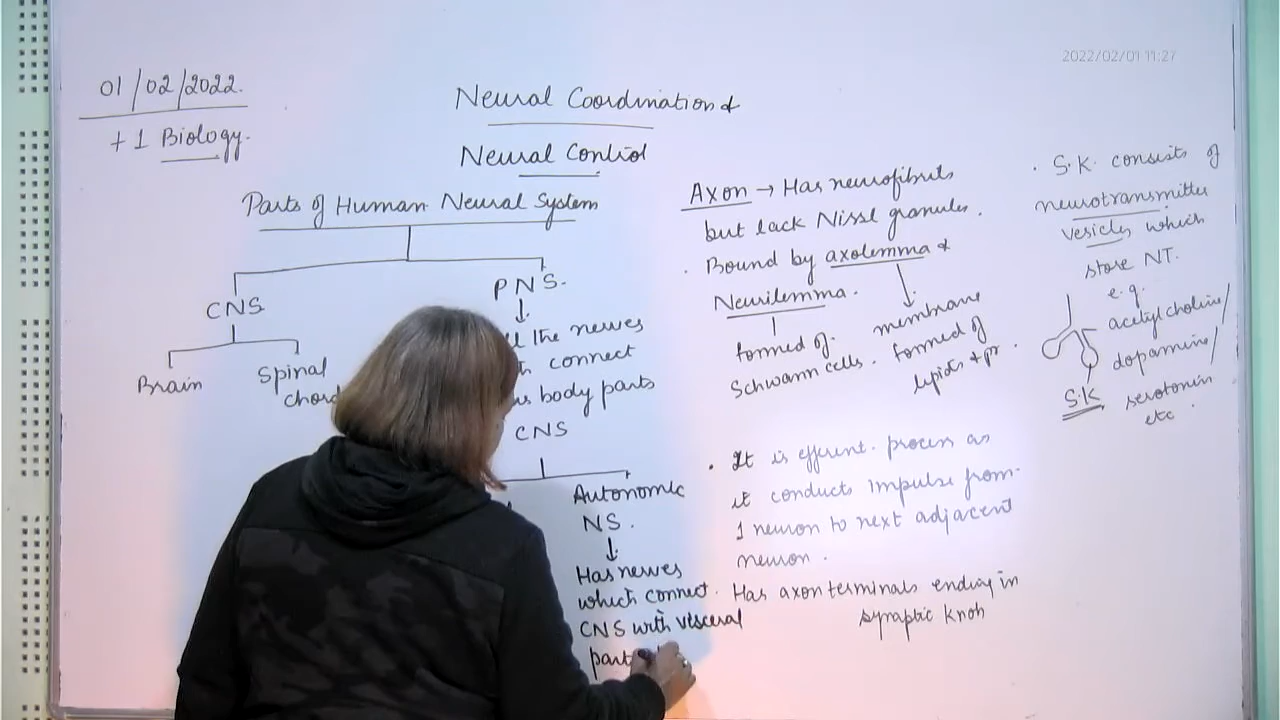 2022/02/01 11:27
01/02/2022.
+1 Biology.
Neural Coordination &
Neural Control
Parts of Human Neural System
CNS
Brain
Spinal
chord
PNS.
the nerves
connect
body parts
CNS
Autonomic
NS.
Has nerves
which connect
CNS with visceral
part
Axon → Has neurofibrils
but lack Nissl granules.
. Bound by axolemma &
Neurilemma.
formed of
Schwann cells.
membrane
formed of
lipids + pr.
. It is efferent process as
it conducts impulse from
1 neuron to next adjacent
neuron.
. Has axon terminals ending in
synaptic knob
. S.K. consists of
neurotransmitter
vesicles which
store NT.
e.g.
acetylcholine/
dopamine/
serotonin
etc.
S.K